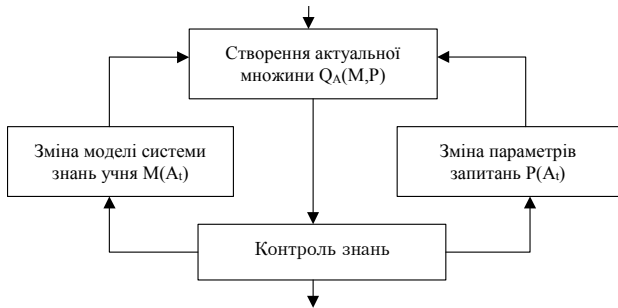 Створення актуальної
множини QA(M,P)
Зміна моделі системи
знань учня M(At)
Зміна параметрів
запитань P(At)
Контроль знань